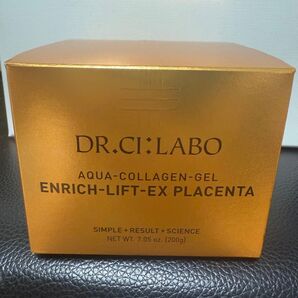 DR.CI:LABO
AQUA-COLLAGEN-GEL
ENRICH-LIFT-EX PLACENTA
SIMPLE+RESULT+SCIENCE
NET WT. 7.05 oz. (200g)